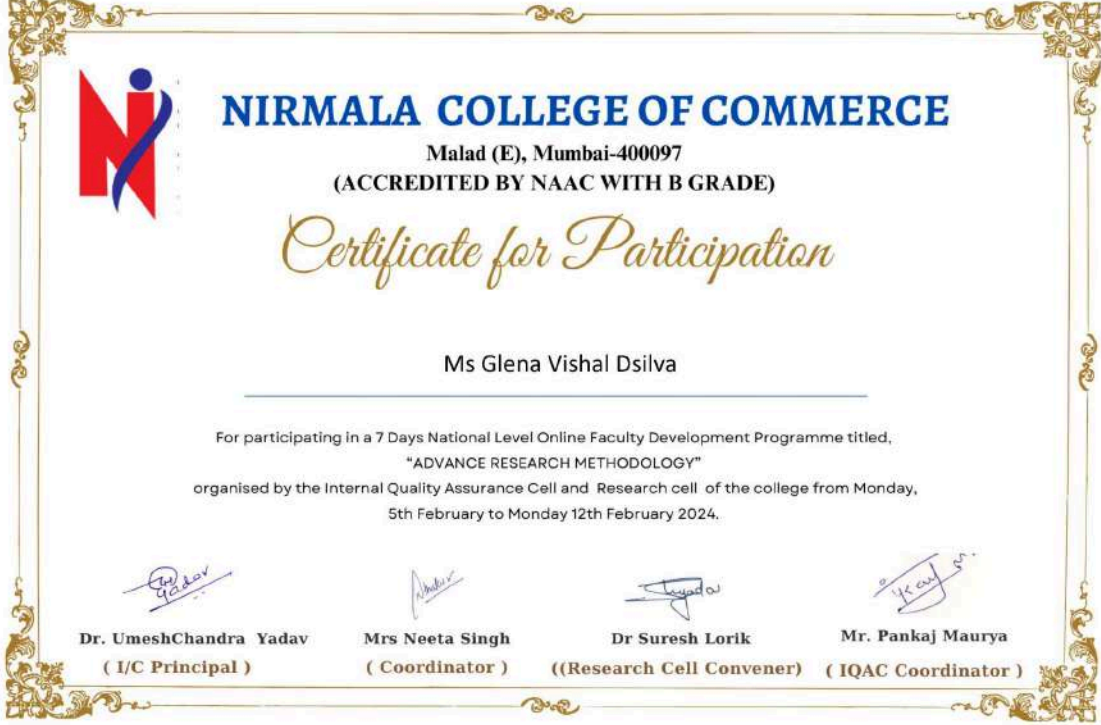 NIRMALA COLLEGE OF COMMERCE
Malad (E), Mumbai-400097
(ACCREDITED BY NAAC WITH B GRADE)
Certificate for Participation
Ms Glena Vishal Dsilva
For participating in a 7 Days National Level Online Faculty Development Programme titled,
“ADVANCE RESEARCH METHODOLOGY”
organised by the Internal Quality Assurance Cell and Research cell of the college from Monday,
5th February to Monday 12th February 2024.
Dr. UmeshChandra Yadav
( I/C Principal )
Mrs Neeta Singh
( Coordinator )
Dr Suresh Lorik
((Research Cell Convener)
Mr. Pankaj Maurya
( IQAC Coordinator )